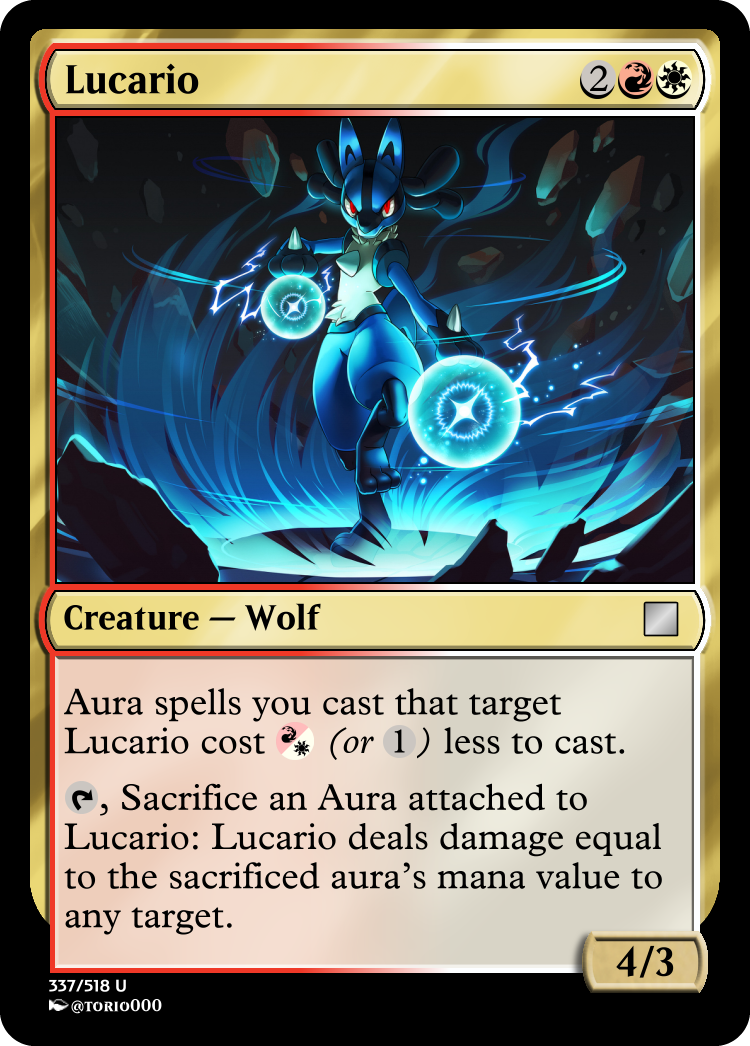 Lucario 2
Creature — Wolf
Aura spells you cast that target
Lucario cost (or 1) less to cast.
, Sacrifice an Aura attached to
Lucario: Lucario deals damage equal
to the sacrificed aura's mana value to
any target.
4/3
337/518 U
@TORIO000